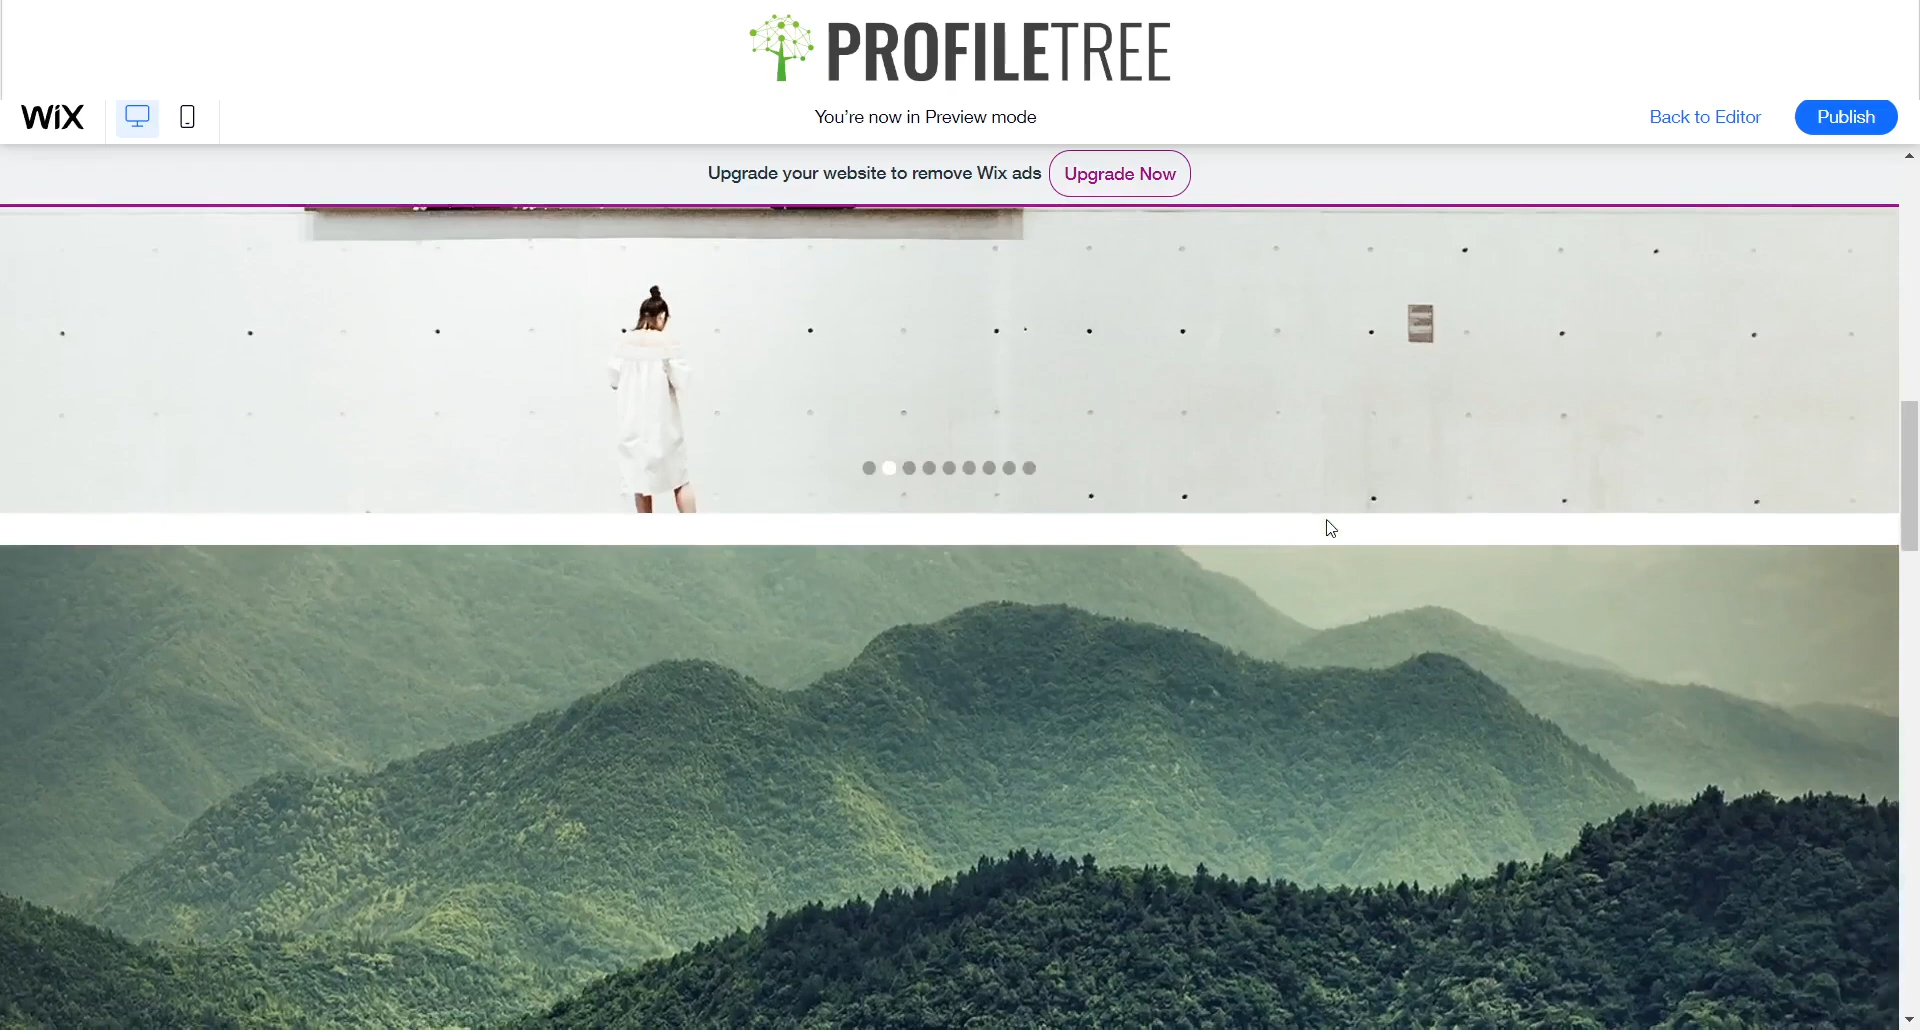 PROFILETREE
WiX
You're now in Preview mode
Back to Editor
Publish
Upgrade your website to remove Wix ads
Upgrade Now